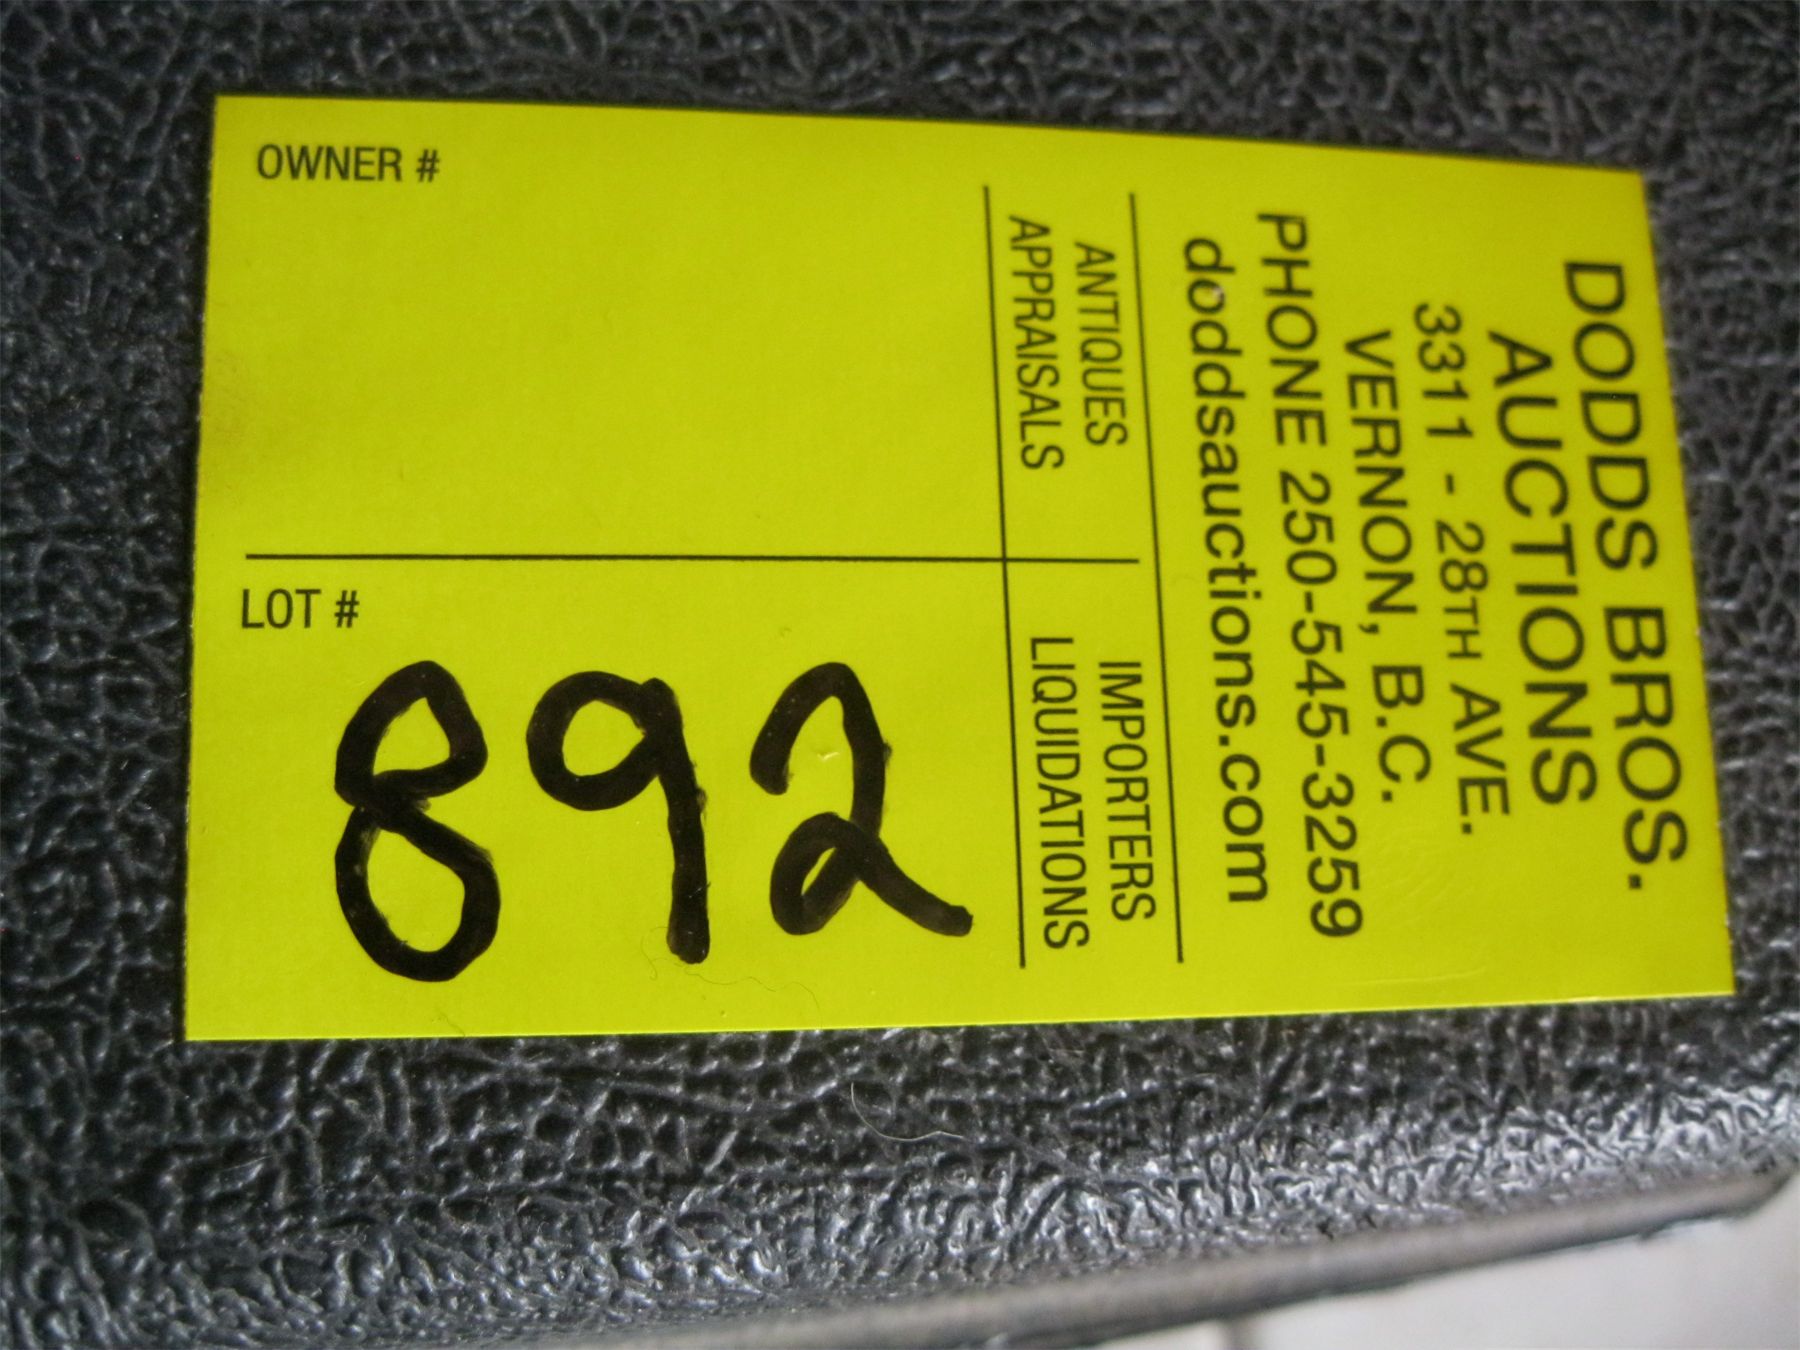 DODDS BROS.
AUCTIONS
3311 - 28TH AVE.
VERNON, B.C.
PHONE 250-545-3259
doddsauctions.com
ANTIQUES
APPRAISALS
IMPORTERS
LIQUIDATIONS
OWNER #
LOT #
892